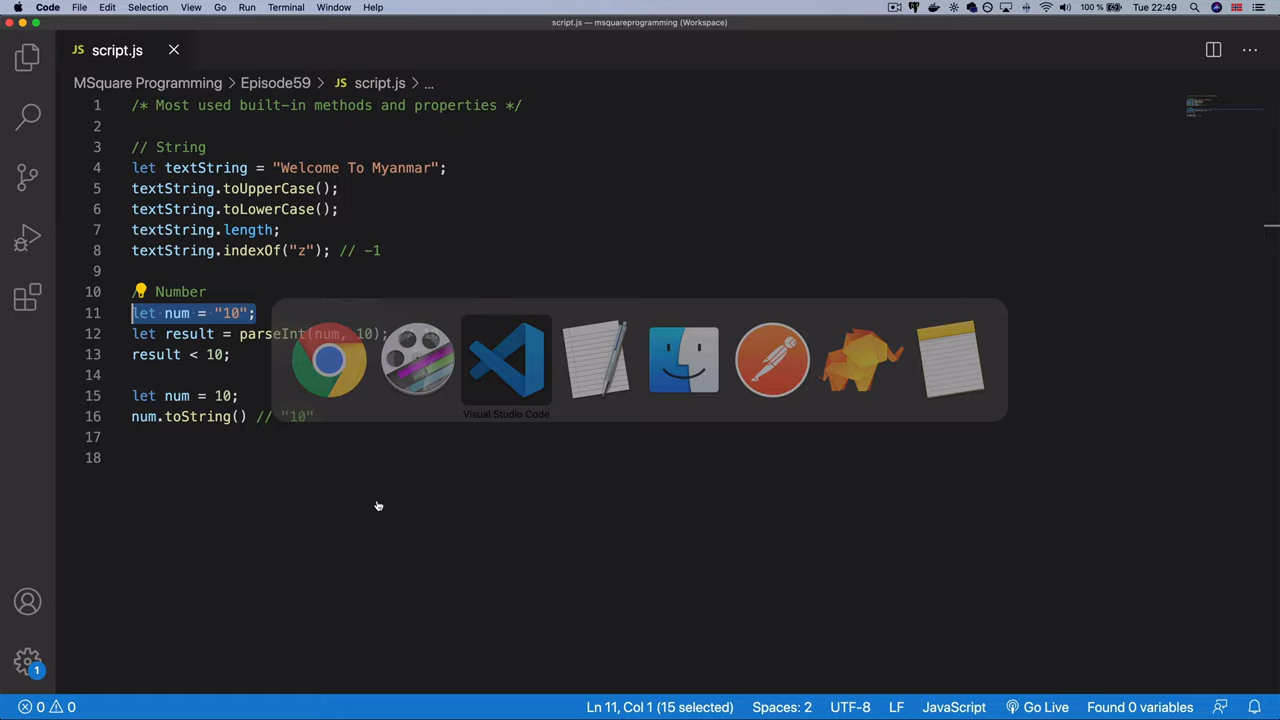 Code File Edit Selection View Go Run Terminal Window Help 100 % Tue 22:49
script.js — msquareprogramming (Workspace)
JS script.js
MSquare Programming > Episode59 > JS script.js > ...
1 /* Most used built-in methods and properties */
2
3 // String
4 let textString = "Welcome To Myanmar";
5 textString.toUpperCase();
6 textString.toLowerCase();
7 textString.length;
8 textString.indexOf("z"); // -1
9
10 / Number
11 let num = "10";
12 let result = parseInt(num, 10);
13 result < 10;
14
15 let num = 10;
16 num.toString() // "10"
17
18
Visual Studio Code
1
0 0 Ln 11, Col 1 (15 selected) Spaces: 2 UTF-8 LF JavaScript Go Live Found 0 variables